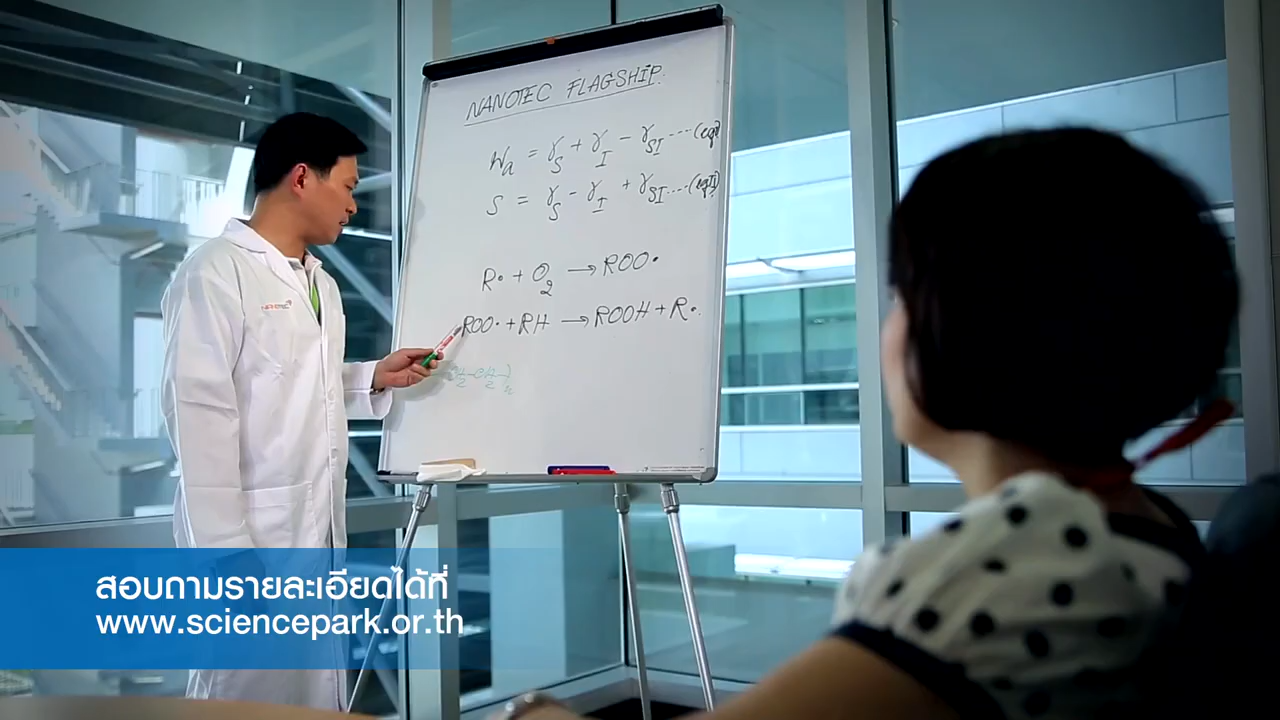 NANOTEC FLAGSHIP
Wa = γS + γI − γSI ----(eqI)
S = γS − γI + γSI ....(eqII)
R• + O2 → ROO•
ROO• + RH → ROOH + R•
NANOTEC
สอบถามรายละเอียดได้ที่
www.sciencepark.or.th